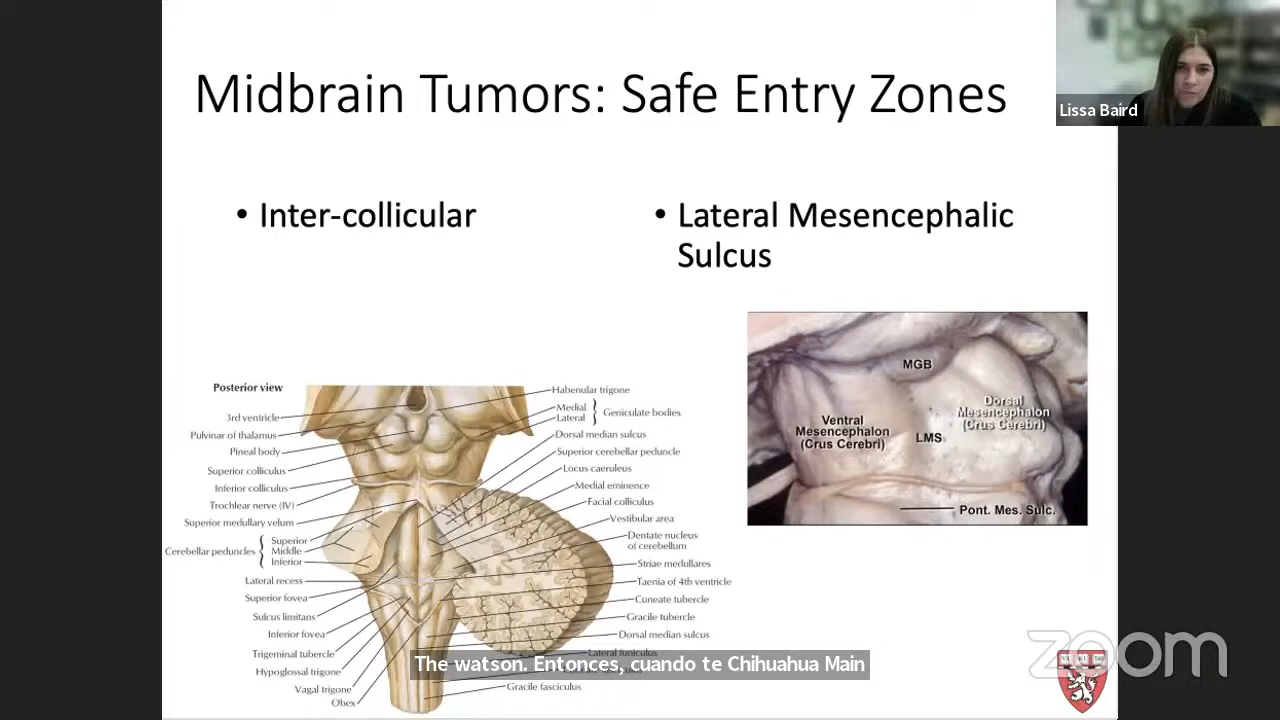 Midbrain Tumors: Safe Entry Zones
Lissa Baird
• Inter-collicular
• Lateral Mesencephalic
Sulcus
Posterior view
3rd ventricle
Pulvinar of thalamus
Pineal body
Superior colliculus
Inferior colliculus
Trochlear nerve (IV)
Superior medullary velum
Cerebellar peduncles
Superior
Middle
Inferior
Lateral recess
Superior fovea
Sulcus limitans
Inferior fovea
Trigeminal tubercle
Hypoglossal trigone
Vagal trigone
Obex
Habenular trigone
Medial
Lateral
Geniculate bodies
Dorsal median sulcus
Superior cerebellar peduncle
Locus caeruleus
Medial eminence
Facial colliculus
Vestibular area
Dentate nucleus
of cerebellum
Striae medullares
Taenia of 4th ventricle
Cuneate tubercle
Gracile tubercle
Dorsal median sulcus
Lateral funiculus
Gracile fasciculus
MGB
Ventral
Mesencephalon
(Crus Cerebri)
LMS
Dorsal
Mesencephalon
(Crus Cerebri)
Pont. Mes. Sulc.
The watson. Entonces, cuando te Chihuahua Main
zoom